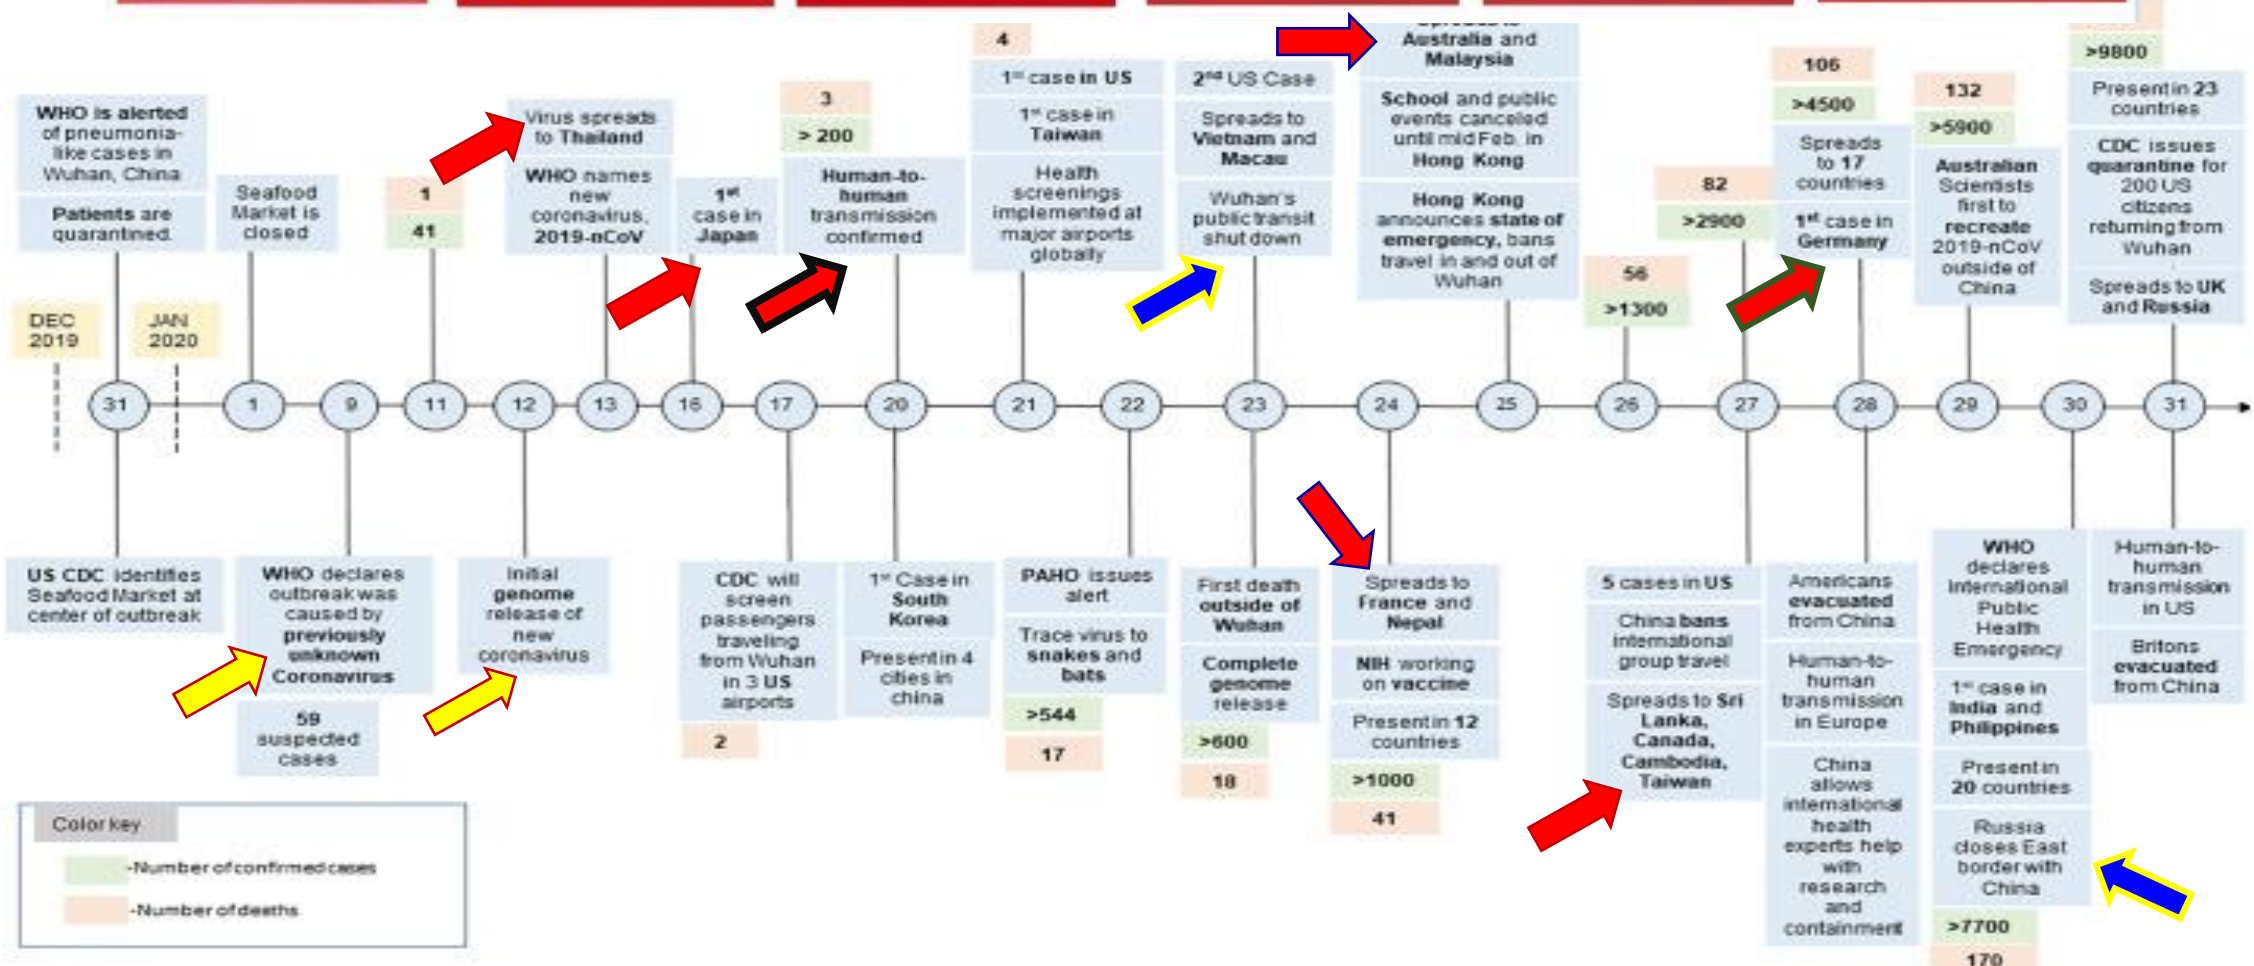 4
Australia and
Malaysia
>9800
WHO is alerted
of pneumonia-
like cases in
Wuhan, China
Patients are
quarantined.
Seafood
Market is
closed
1
41
Virus spreads
to Thailand
WHO names
new
coronavirus,
2019-nCoV
1st
case in
Japan
3
> 200
Human-to-
human
transmission
confirmed
1st case in US
1st case in
Taiwan
Health
screenings
implemented at
major airports
globally
2nd US Case
Spreads to
Vietnam and
Macau
Wuhan's
public transit
shut down
School and public
events canceled
until mid Feb. in
Hong Kong
Hong Kong
announces state of
emergency, bans
travel in and out of
Wuhan
56
>1300
82
>2900
106
>4500
Spreads
to 17
countries
1st case in
Germany
132
>5900
Australian
Scientists
first to
recreate
2019-nCoV
outside of
China
Present in 23
countries
CDC issues
quarantine for
200 US
citizens
returning from
Wuhan
Spreads to UK
and Russia
DEC
2019
JAN
2020
31
1
9
11
12
13
16
17
20
21
22
23
24
25
26
27
28
29
30
31
US CDC identifies
Seafood Market at
center of outbreak
WHO declares
outbreak was
caused by
previously
unknown
Coronavirus
59
suspected
cases
Initial
genome
release of
new
coronavirus
CDC will
screen
passengers
traveling
from Wuhan
in 3 US
airports
2
1st Case in
South
Korea
Present in 4
cities in
china
PAHO issues
alert
Trace virus to
snakes and
bats
>544
17
First death
outside of
Wuhan
Complete
genome
release
>600
18
Spreads to
France and
Nepal
NIH working
on vaccine
Present in 12
countries
>1000
41
5 cases in US
China bans
international
group travel
Spreads to Sri
Lanka,
Canada,
Cambodia,
Taiwan
Americans
evacuated
from China
Human-to-
human
transmission
in Europe
China
allows
international
health
experts help
with
research
and
containment
WHO
declares
International
Public
Health
Emergency
1st case in
India and
Philippines
Present in
20 countries
Russia
closes East
border with
China
>7700
170
Human-to-
human
transmission
in US
Britons
evacuated
from China
Color key
-Number of confirmed cases
-Number of deaths